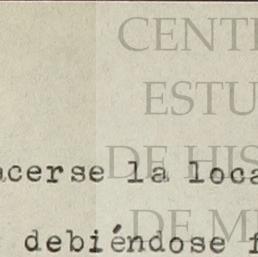 CENT
ESTU
DE HIS
acerse la loca
DE M
debiéndose f